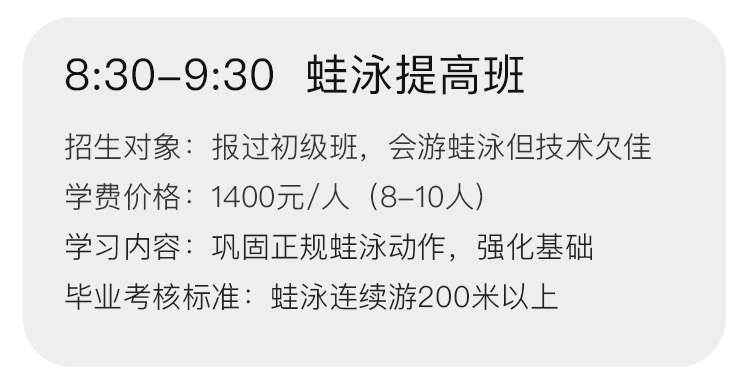 8:30-9:30 蛙泳提高班
招生对象：报过初级班，会游蛙泳但技术欠佳
学费价格：1400元/人（8-10人）
学习内容：巩固正规蛙泳动作，强化基础
毕业考核标准：蛙泳连续游200米以上